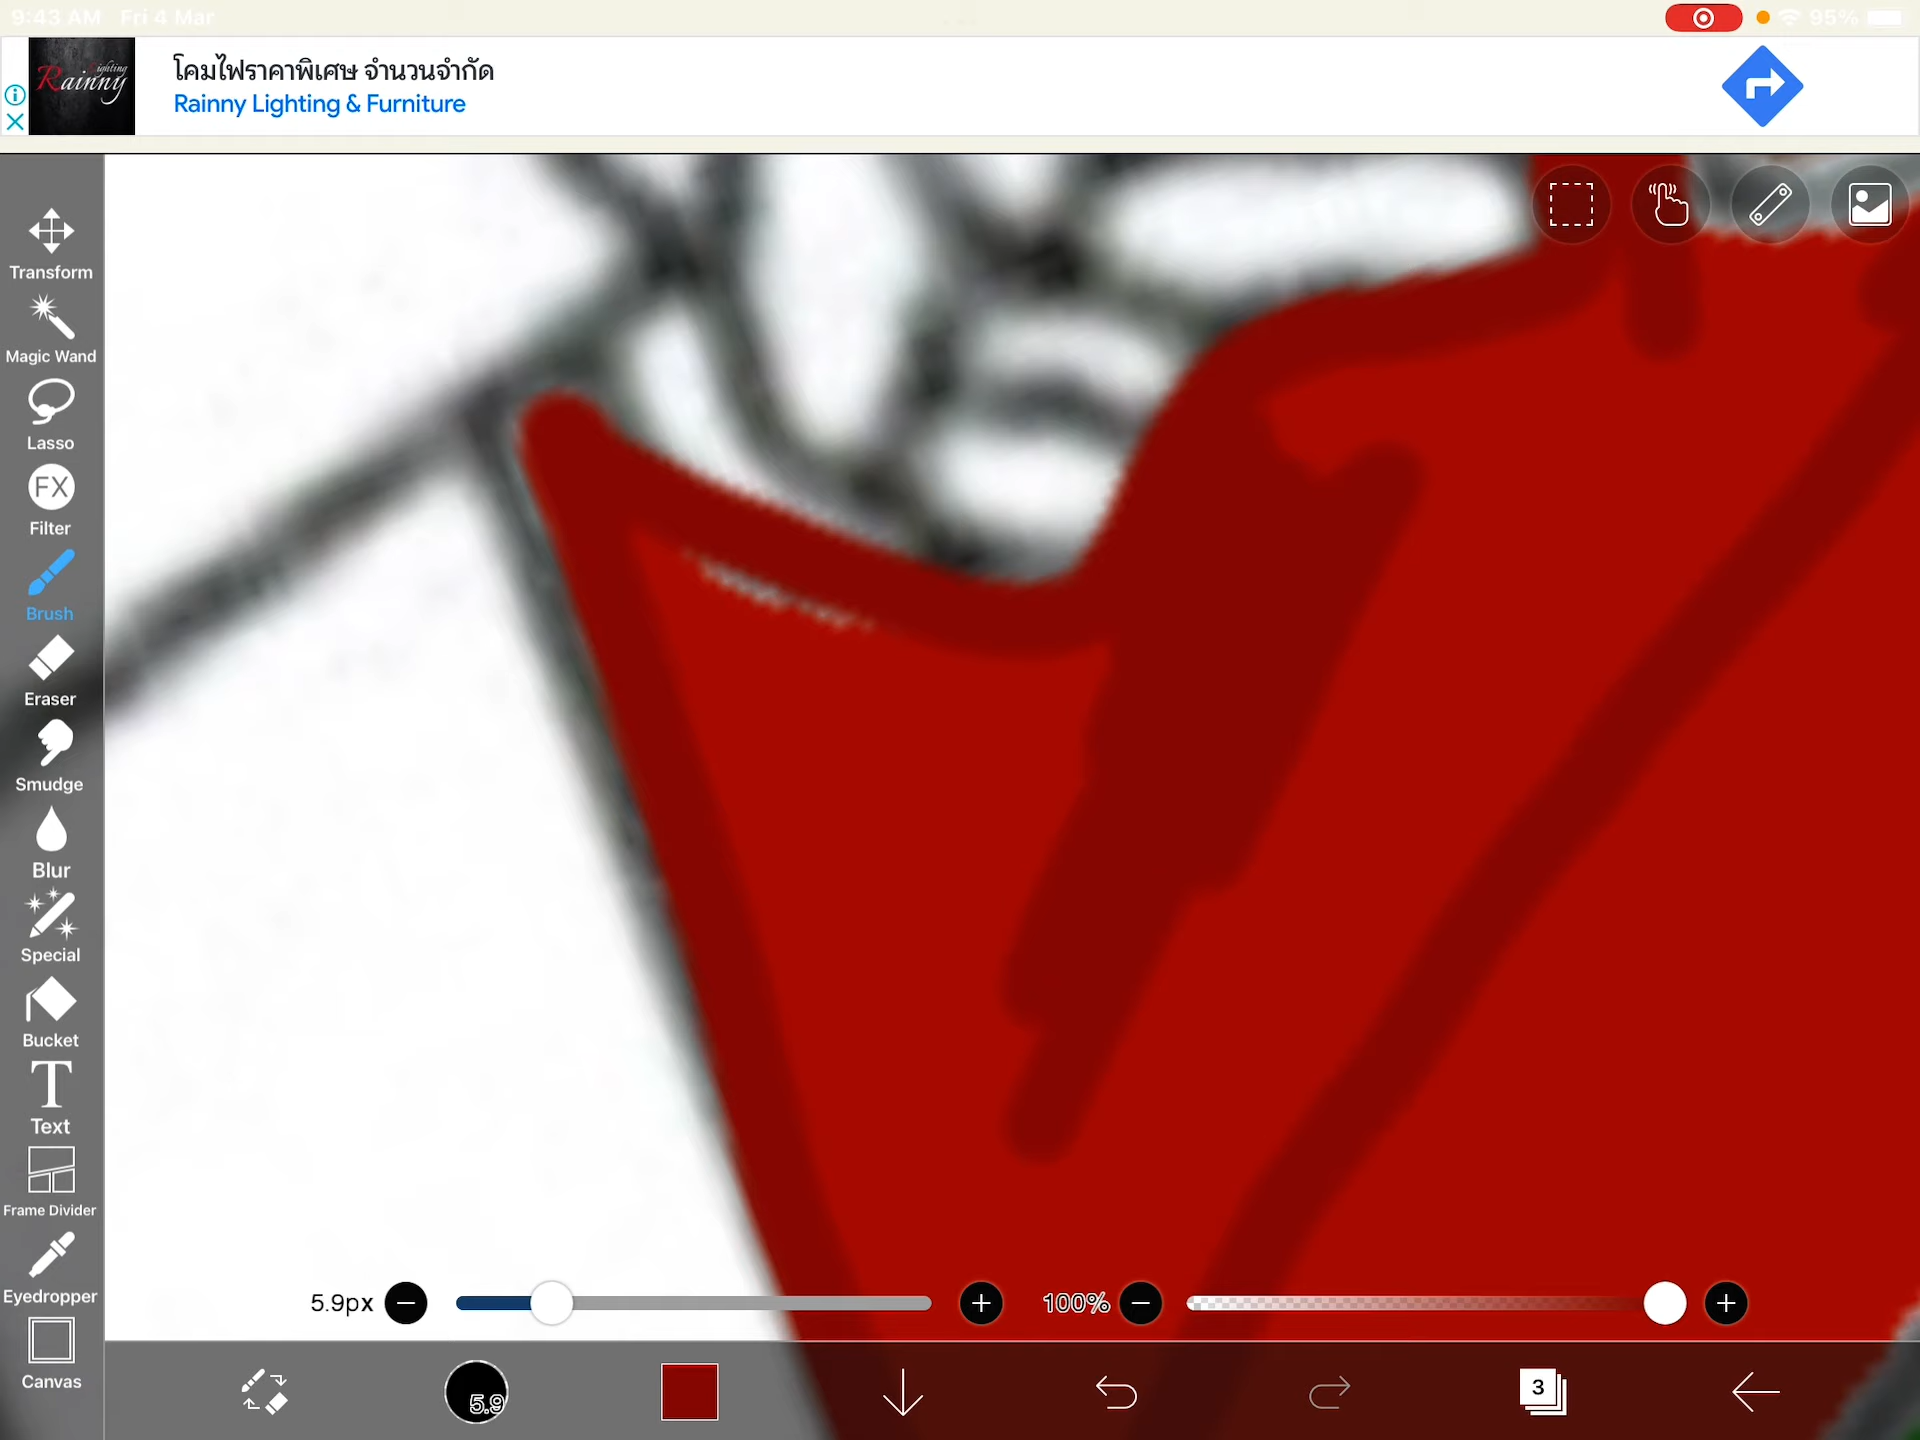 9:43 AM Fri 4 Mar
95%
Rainny
lighting
โคมไฟราคาพิเศษ จำนวนจำกัด
Rainny Lighting & Furniture
Transform
Magic Wand
Lasso
FX
Filter
Brush
Eraser
Smudge
Blur
Special
Bucket
T
Text
Frame Divider
Eyedropper
Canvas
5.9px
100%
5.9
3